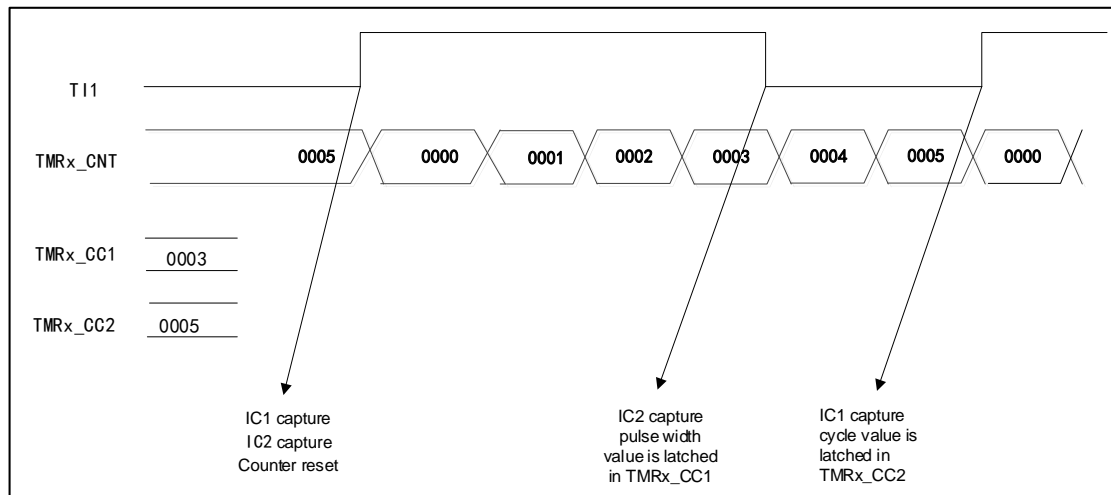 TI1
TMRx_CNT
0005 0000 0001 0002 0003 0004 0005 0000
TMRx_CC1
0003
TMRx_CC2
0005
IC1 capture
IC2 capture
Counter reset
IC2 capture
pulse width
value is latched
in TMRx_CC1
IC1 capture
cycle value is
latched in
TMRx_CC2